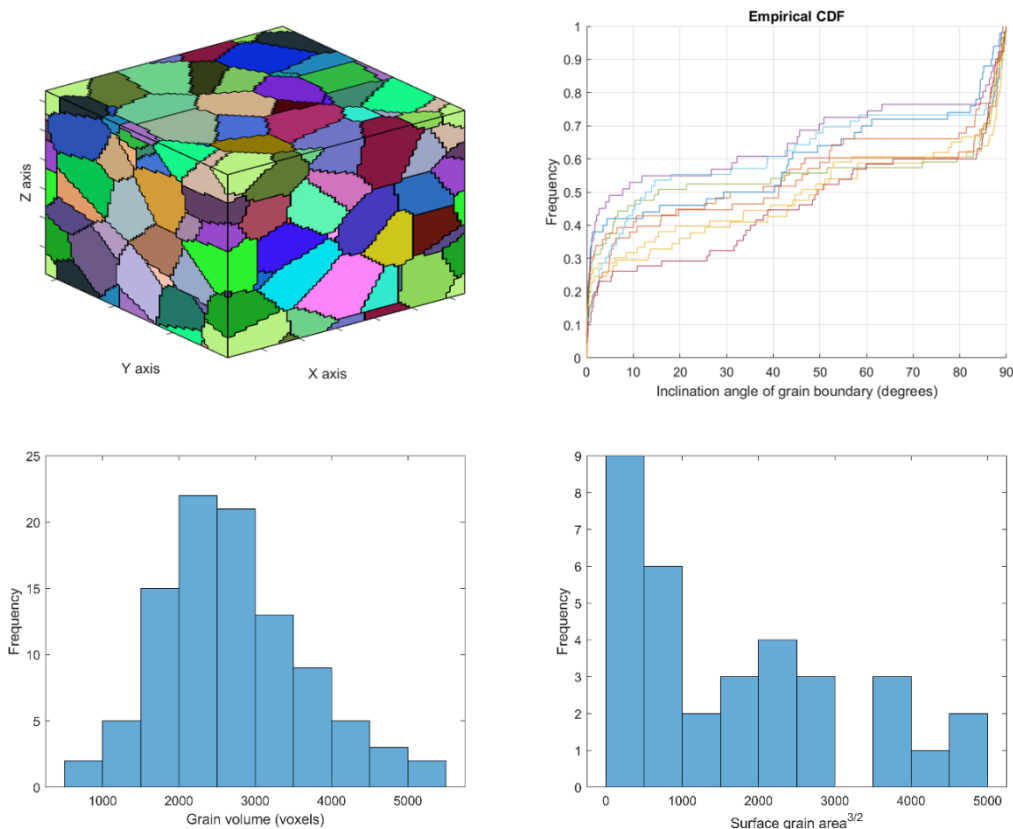 Z axis
Y axis
X axis
Empirical CDF
Frequency
1
0.9
0.8
0.7
0.6
0.5
0.4
0.3
0.2
0.1
0
0 10 20 30 40 50 60 70 80 90
Inclination angle of grain boundary (degrees)
Frequency
25
20
15
10
5
0
1000 2000 3000 4000 5000
Grain volume (voxels)
Frequency
9
8
7
6
5
4
3
2
1
0
0 1000 2000 3000 4000 5000
Surface grain area^3/2